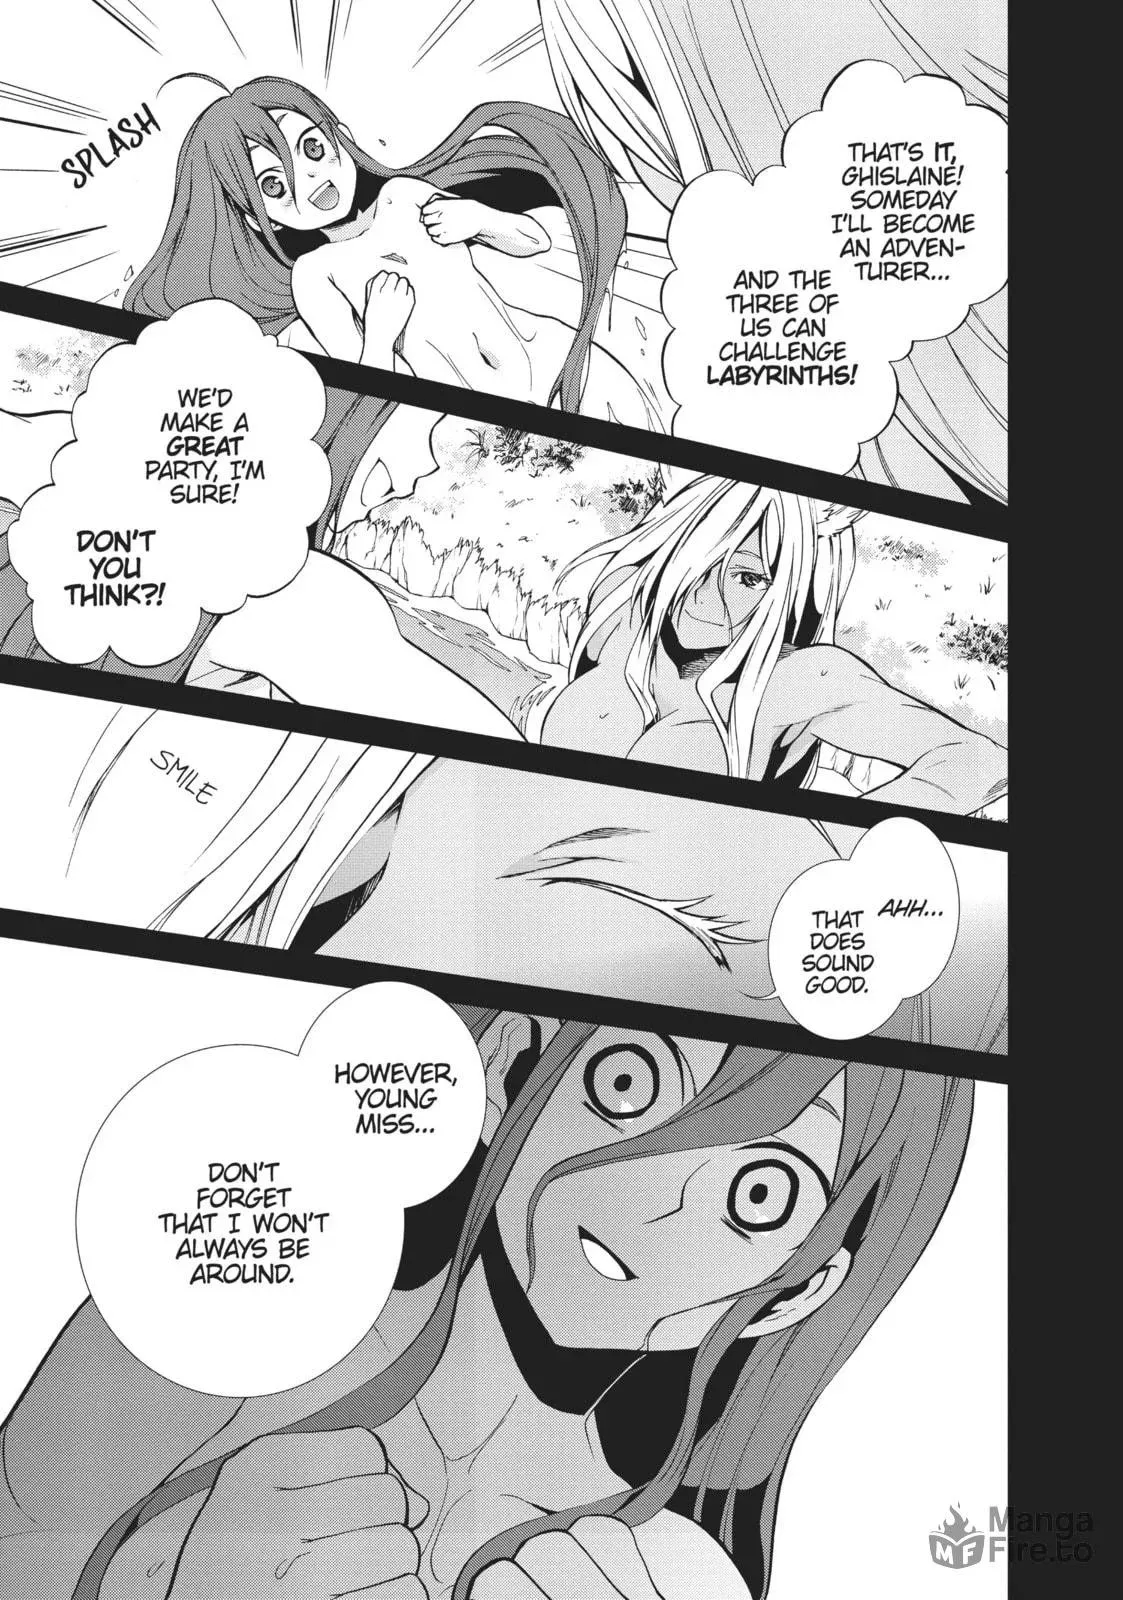 SPLASH
THAT'S IT,
GHISLAINE!
SOMEDAY
I'LL BECOME
AN ADVEN-
TURER...
AND THE
THREE OF
US CAN
CHALLENGE
LABYRINTHS!
WE'D
MAKE A
GREAT
PARTY, I'M
SURE!
DON'T
YOU
THINK?!
SMILE
AHH...
THAT
DOES
SOUND
GOOD.
HOWEVER,
YOUNG
MISS...
DON'T
FORGET
THAT I WON'T
ALWAYS BE
AROUND.
MF
Manga
Fire.to